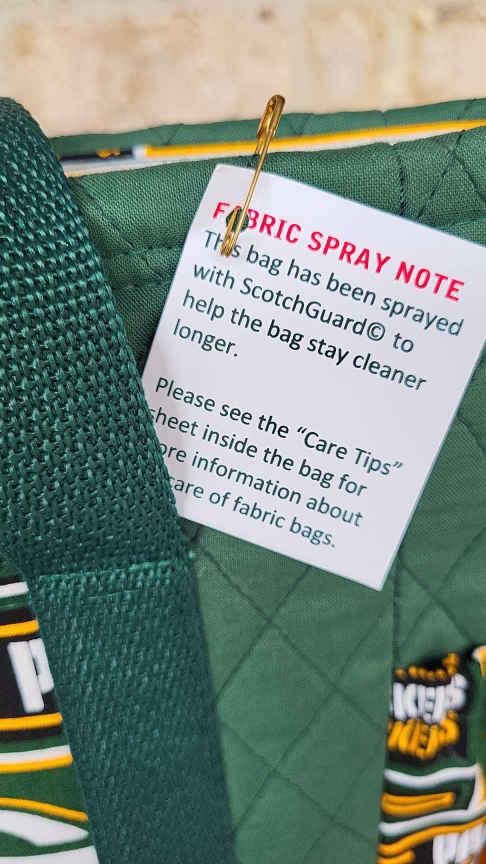 FABRIC SPRAY NOTE
This bag has been sprayed
with ScotchGuard© to
help the bag stay cleaner
longer.
Please see the “Care Tips”
sheet inside the bag for
ore information about
care of fabric bags.